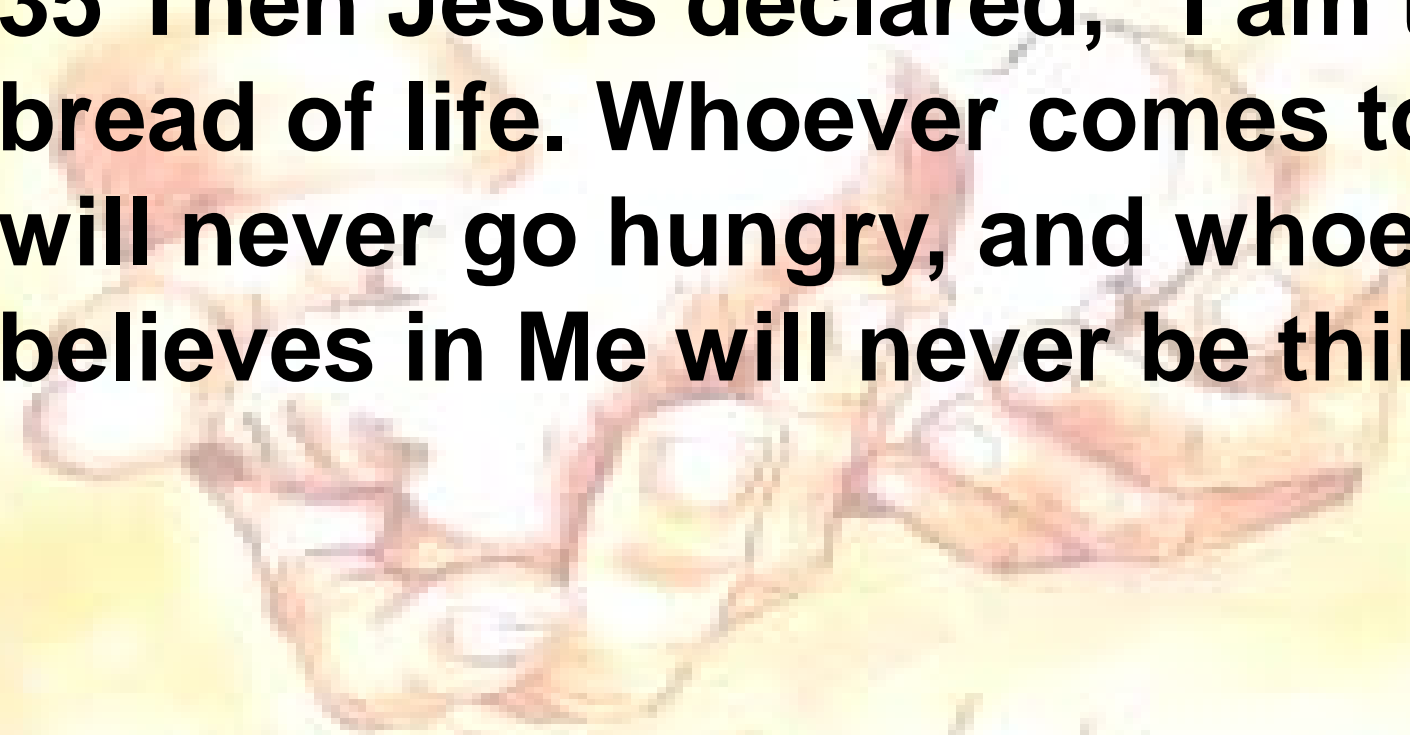 35 Then Jesus declared, "I am
bread of life. Whoever comes to
will never go hungry, and
believes in Me will never be